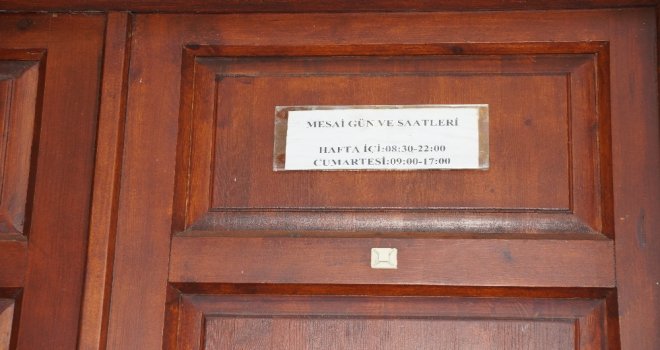 MESAİ GÜN VE SAATLERİ
HAFTA İÇİ:08:30-22:00
CUMARTESİ:09:00-17:00